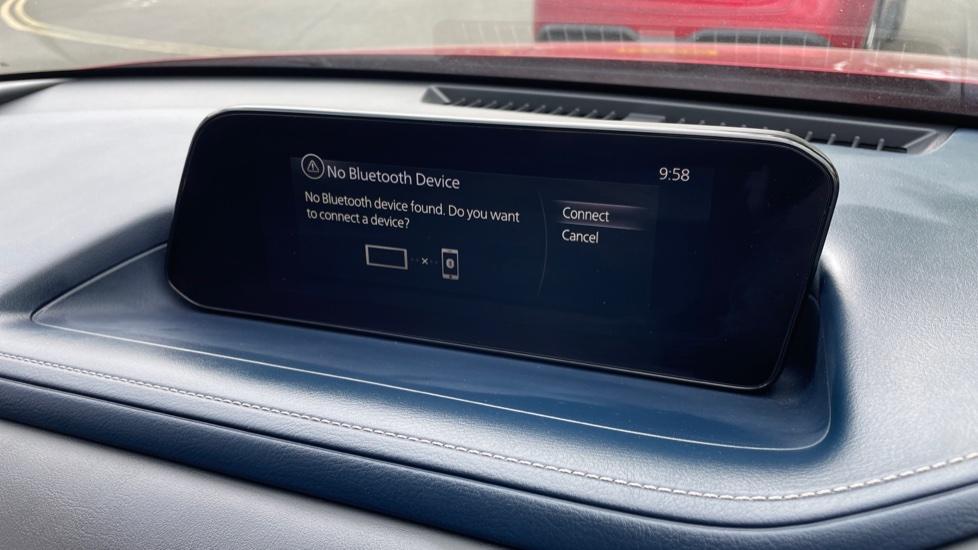 No Bluetooth Device
9:58
No Bluetooth device found. Do you want
to connect a device?
Connect
Cancel